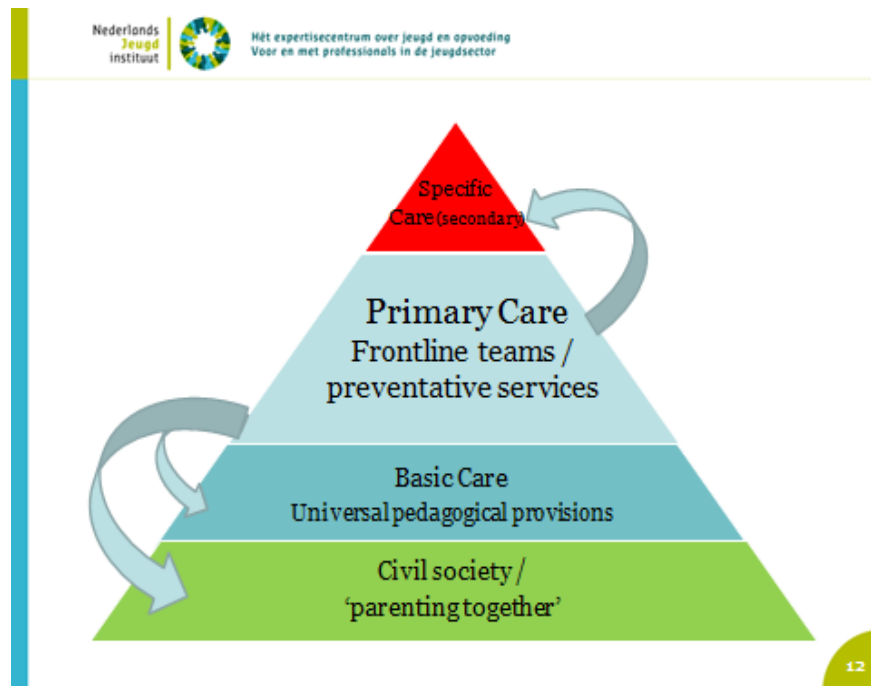 Nederlands
Jeugd
instituut
Hét expertisecentrum over jeugd en opvoeding
Voor en met professionals in de jeugdsector
Specific
Care (secondary)
Primary Care
Frontline teams /
preventative services
Basic Care
Universal pedagogical provisions
Civil society /
‘parenting together’
12